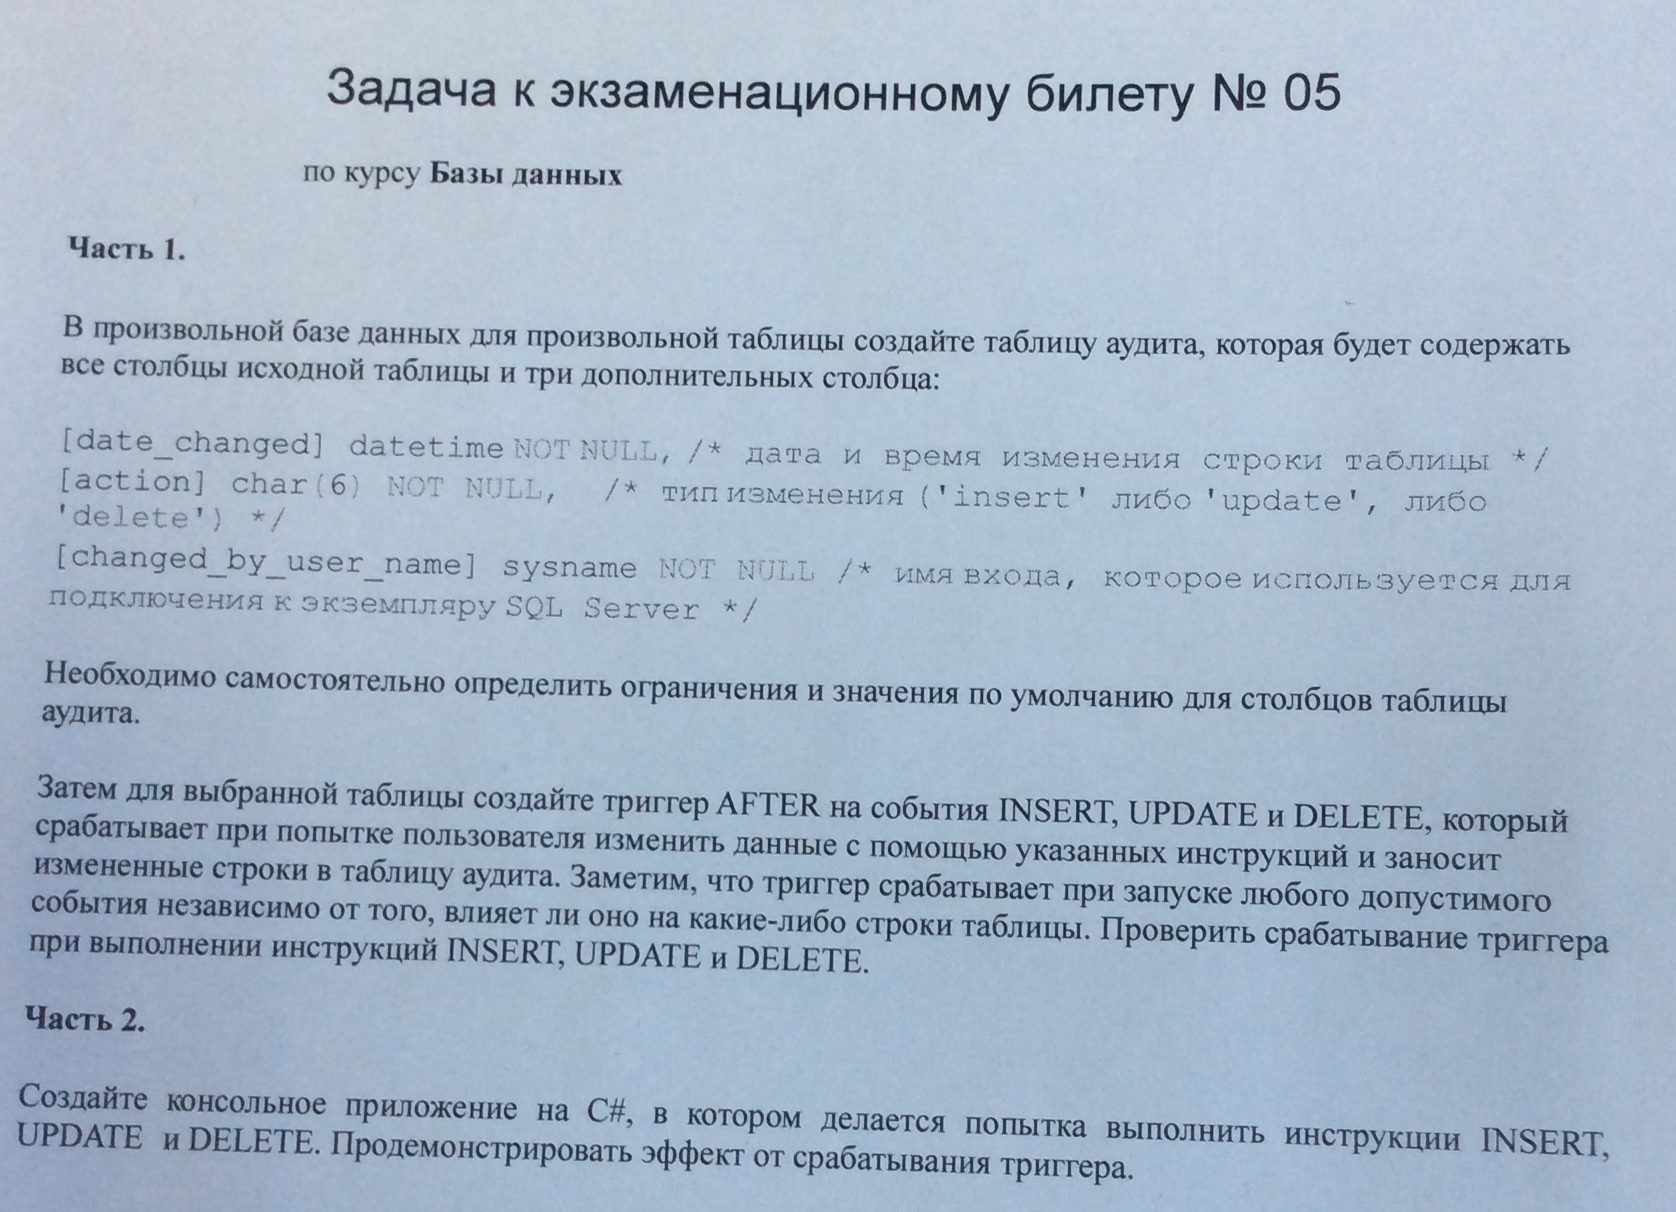 Задача к экзаменационному билету № 05
по курсу Базы данных
Часть 1.
В произвольной базе данных для произвольной таблицы создайте таблицу аудита, которая будет содержать
все столбцы исходной таблицы и три дополнительных столбца:
[date_changed] datetime NOT NULL, /* дата и время изменения строки таблицы */
[action] char(6) NOT NULL, /* тип изменения ('insert' либо 'update', либо
'delete') */
[changed_by_user_name] sysname NOT NULL /* имя входа, которое используется для
подключения к экземпляру SQL Server */
Необходимо самостоятельно определить ограничения и значения по умолчанию для столбцов таблицы
аудита.
Затем для выбранной таблицы создайте триггер AFTER на события INSERT, UPDATE и DELETE, который
срабатывает при попытке пользователя изменить данные с помощью указанных инструкций и заносит
измененные строки в таблицу аудита. Заметим, что триггер срабатывает при запуске любого допустимого
события независимо от того, влияет ли оно на какие-либо строки таблицы. Проверить срабатывание триггера
при выполнении инструкций INSERT, UPDATE и DELETE.
Часть 2.
Создайте консольное приложение на C#, в котором делается попытка выполнить инструкции INSERT,
UPDATE и DELETE. Продемонстрировать эффект от срабатывания триггера.